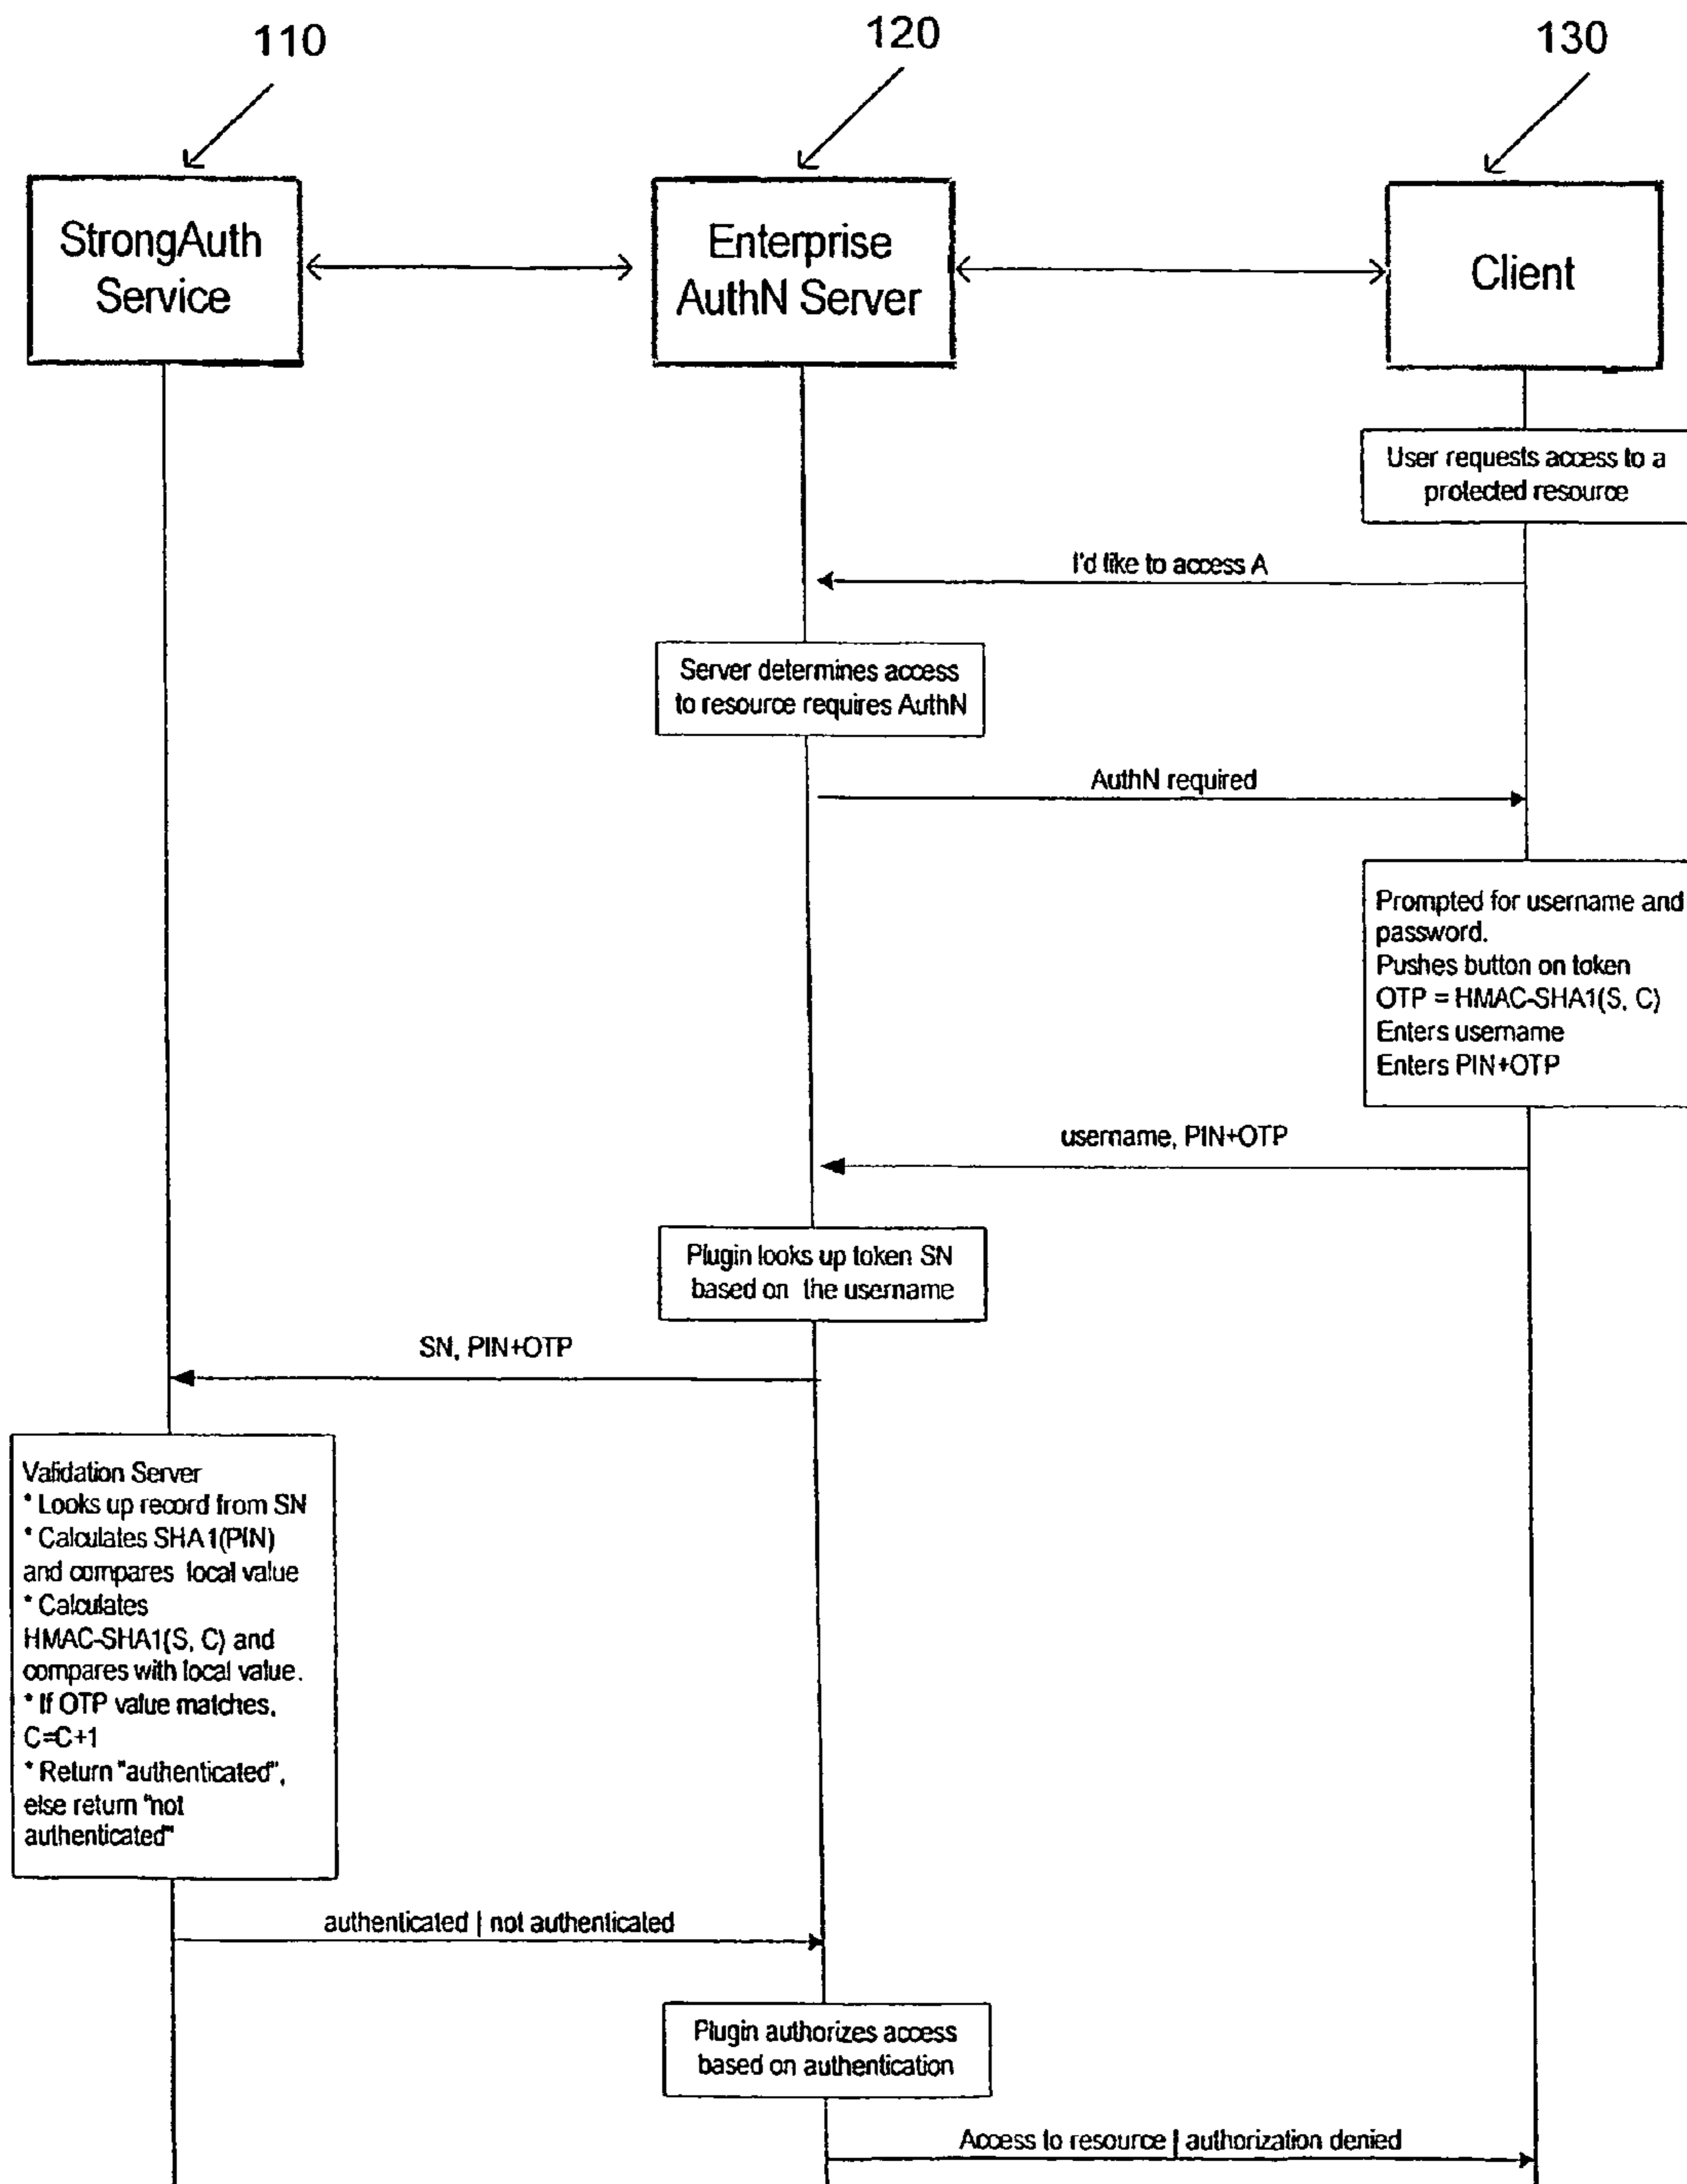 110
120
130
StrongAuth
Service
Enterprise
AuthN Server
Client
User requests access to a
protected resource
I'd like to access A
Server determines access
to resource requires AuthN
AuthN required
Prompted for username and
password.
Pushes button on token
OTP = HMAC-SHA1(S, C)
Enters username
Enters PIN+OTP
username, PIN+OTP
Plugin looks up token SN
based on the username
SN, PIN+OTP
Validation Server
* Looks up record from SN
* Calculates SHA1(PIN)
and compares local value
* Calculates
HMAC-SHA1(S, C) and
compares with local value.
* If OTP value matches,
C=C+1
* Return "authenticated",
else return "not
authenticated"
authenticated | not authenticated
Plugin authorizes access
based on authentication
Access to resource | authorization denied